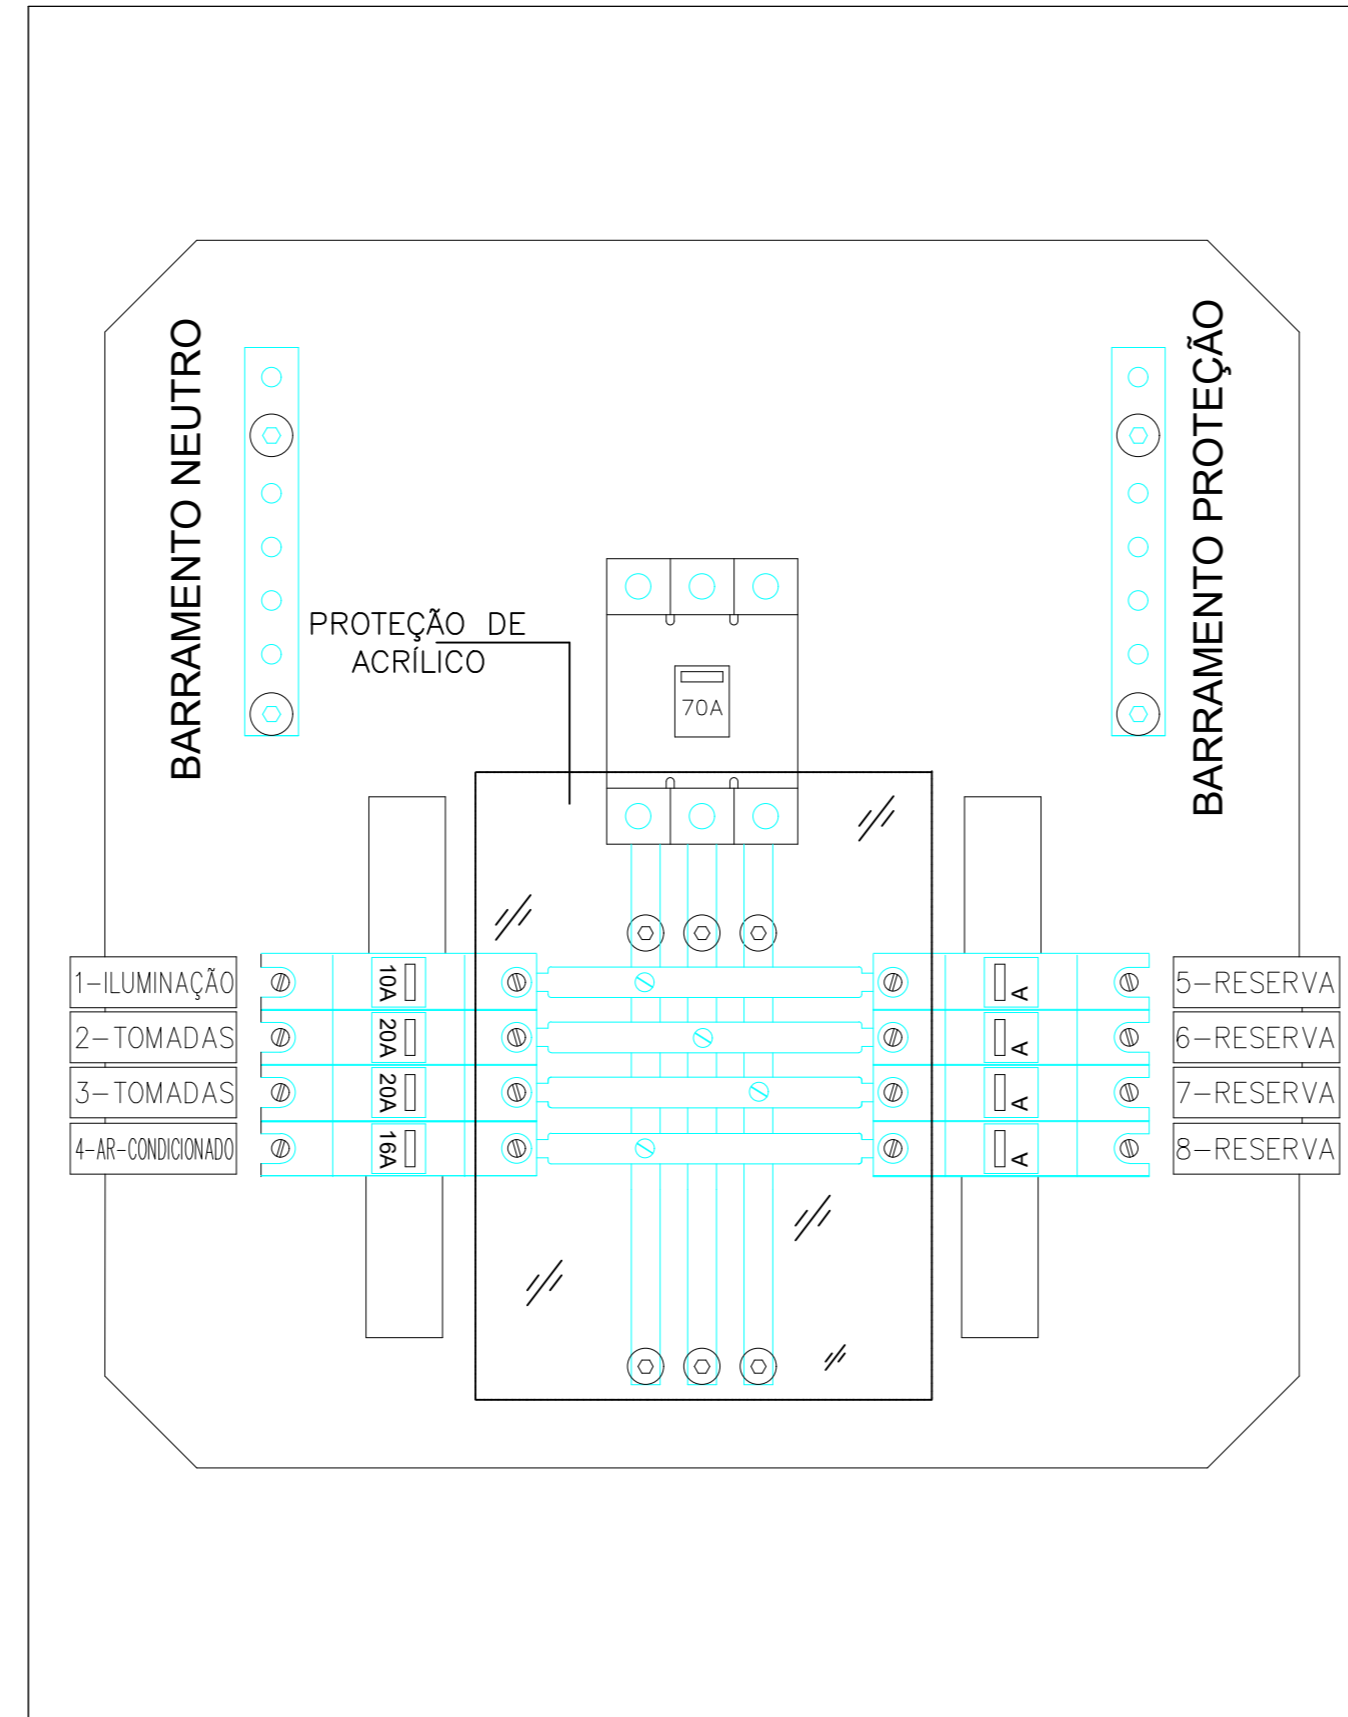 BARRAMENTO NEUTRO
BARRAMENTO PROTEÇÃO
PROTEÇÃO DE
ACRÍLICO
70A
1-ILUMINAÇÃO
10A
A
5-RESERVA
2-TOMADAS
20A
A
6-RESERVA
3-TOMADAS
20A
A
7-RESERVA
4-AR-CONDICIONADO
16A
A
8-RESERVA